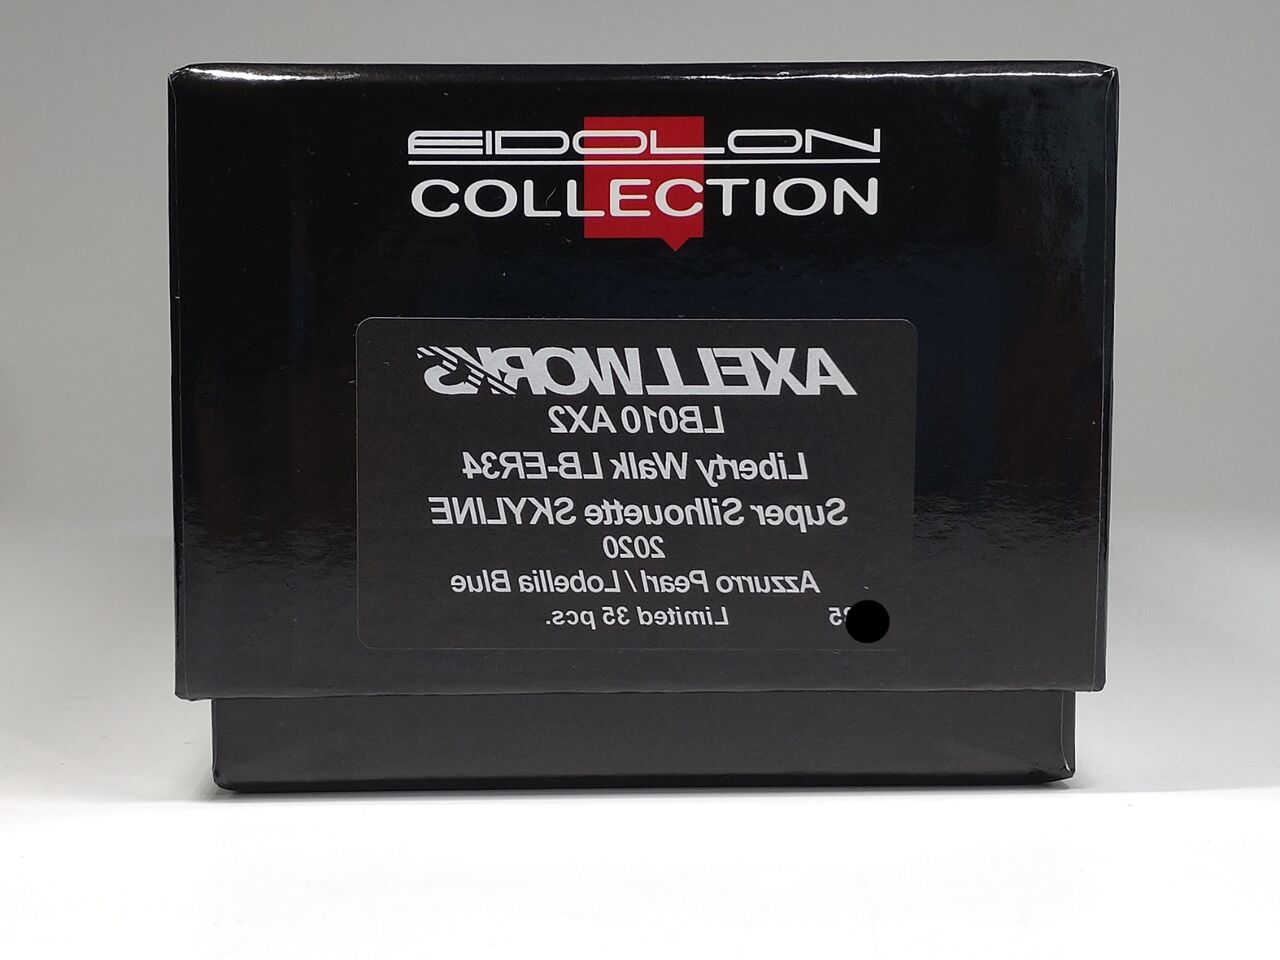 EIDOLON
COLLECTION
AXELLWORKS
LB010 AX2
Liberty Walk LB-ER34
Super Silhouette SKYLINE
2020
Azzurro Pearl / Lobellia Blue
Limited 35 pcs.